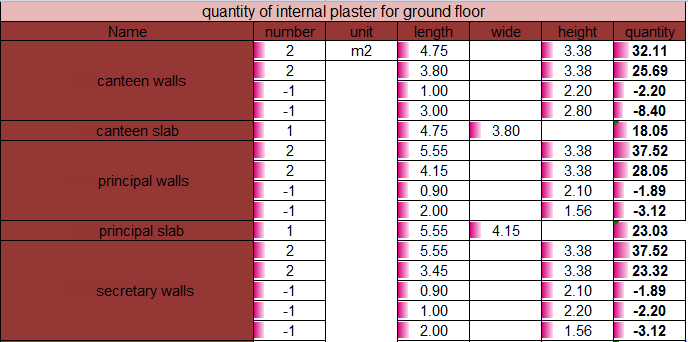 quantity of internal plaster for ground floor
Name number unit length wide height quantity
canteen walls 2 m2 4.75 3.38 32.11
2 3.80 3.38 25.69
-1 1.00 2.20 -2.20
-1 3.00 2.80 -8.40
canteen slab 1 4.75 3.80 18.05
principal walls 2 5.55 3.38 37.52
2 4.15 3.38 28.05
-1 0.90 2.10 -1.89
-1 2.00 1.56 -3.12
principal slab 1 5.55 4.15 23.03
secretary walls 2 5.55 3.38 37.52
2 3.45 3.38 23.32
-1 0.90 2.10 -1.89
-1 1.00 2.20 -2.20
-1 2.00 1.56 -3.12